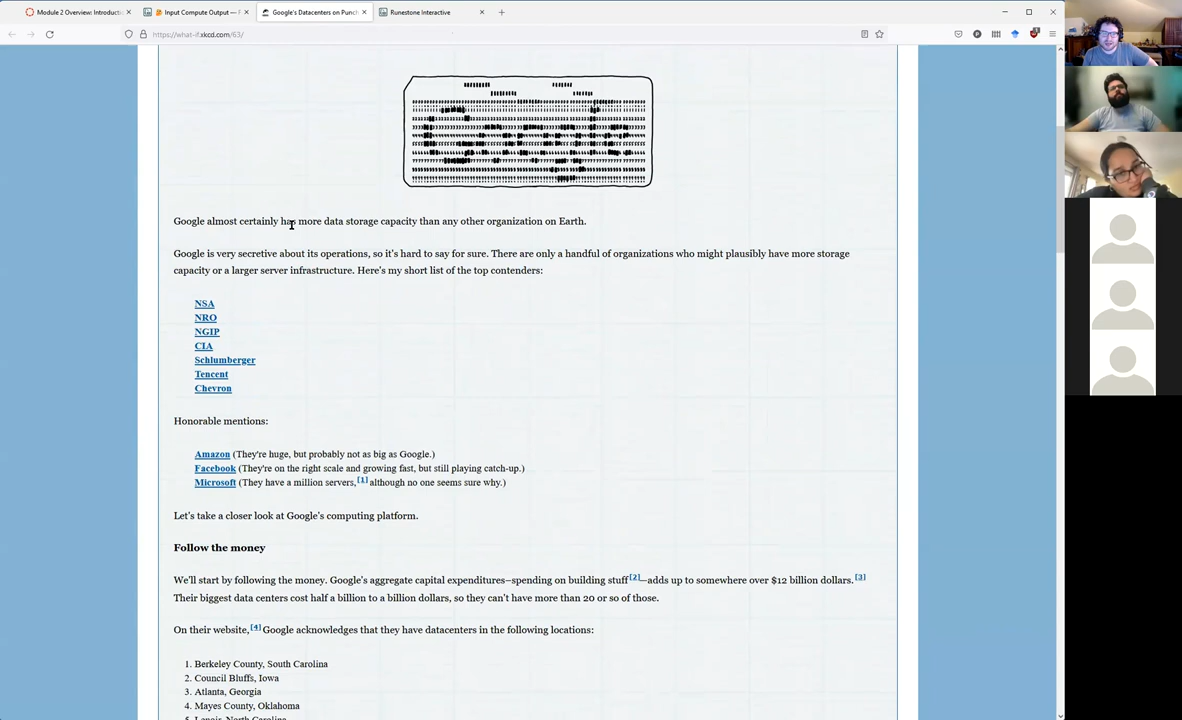 Module 2 Overview: Introducti
Input Compute Output — F
Google's Datacenters on Punch
Runestone Interactive
https://what-if.xkcd.com/63/
Google almost certainly has more data storage capacity than any other organization on Earth.
Google is very secretive about its operations, so it's hard to say for sure. There are only a handful of organizations who might plausibly have more storage
capacity or a larger server infrastructure. Here's my short list of the top contenders:
NSA
NRO
NGIP
CIA
Schlumberger
Tencent
Chevron
Honorable mentions:
Amazon (They're huge, but probably not as big as Google.)
Facebook (They're on the right scale and growing fast, but still playing catch-up.)
Microsoft (They have a million servers,[1] although no one seems sure why.)
Let's take a closer look at Google's computing platform.
Follow the money
We'll start by following the money. Google's aggregate capital expenditures—spending on building stuff[2]—adds up to somewhere over $12 billion dollars.[3]
Their biggest data centers cost half a billion to a billion dollars, so they can't have more than 20 or so of those.
On their website,[4] Google acknowledges that they have datacenters in the following locations:
1. Berkeley County, South Carolina
2. Council Bluffs, Iowa
3. Atlanta, Georgia
4. Mayes County, Oklahoma
5. Lenoir, North Carolina